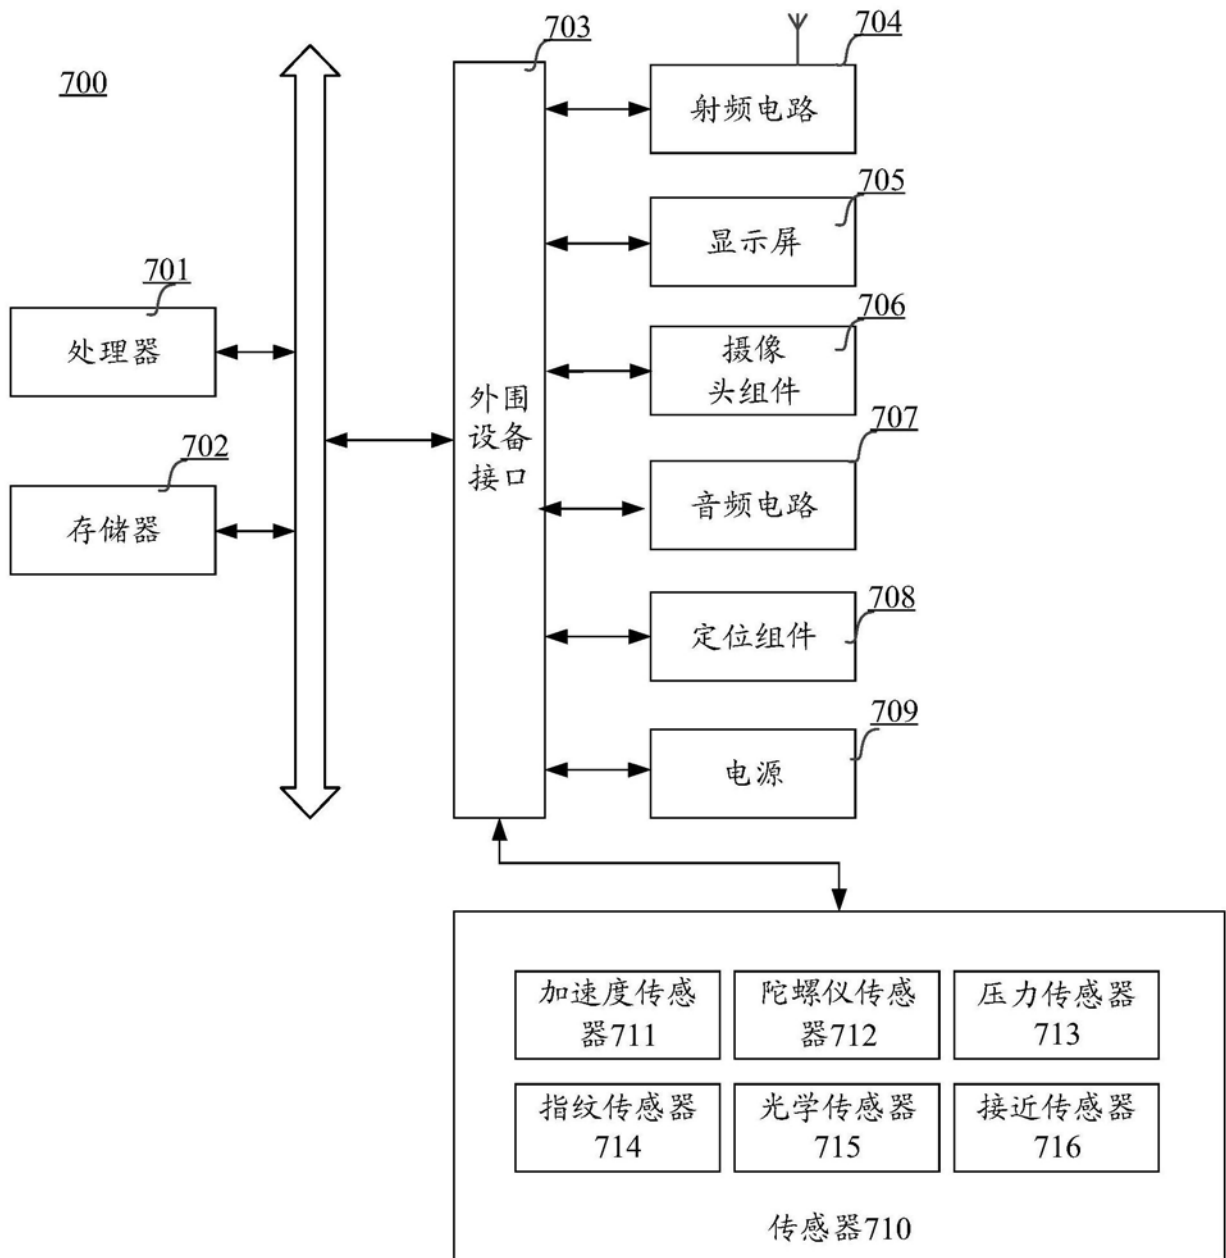 700
703
704
射频电路
705
显示屏
701
处理器
706
摄像
头组件
外围
设备
接口
702
存储器
707
音频电路
708
定位组件
709
电源
加速度传感
器711
陀螺仪传感
器712
压力传感器
713
指纹传感器
714
光学传感器
715
接近传感器
716
传感器710